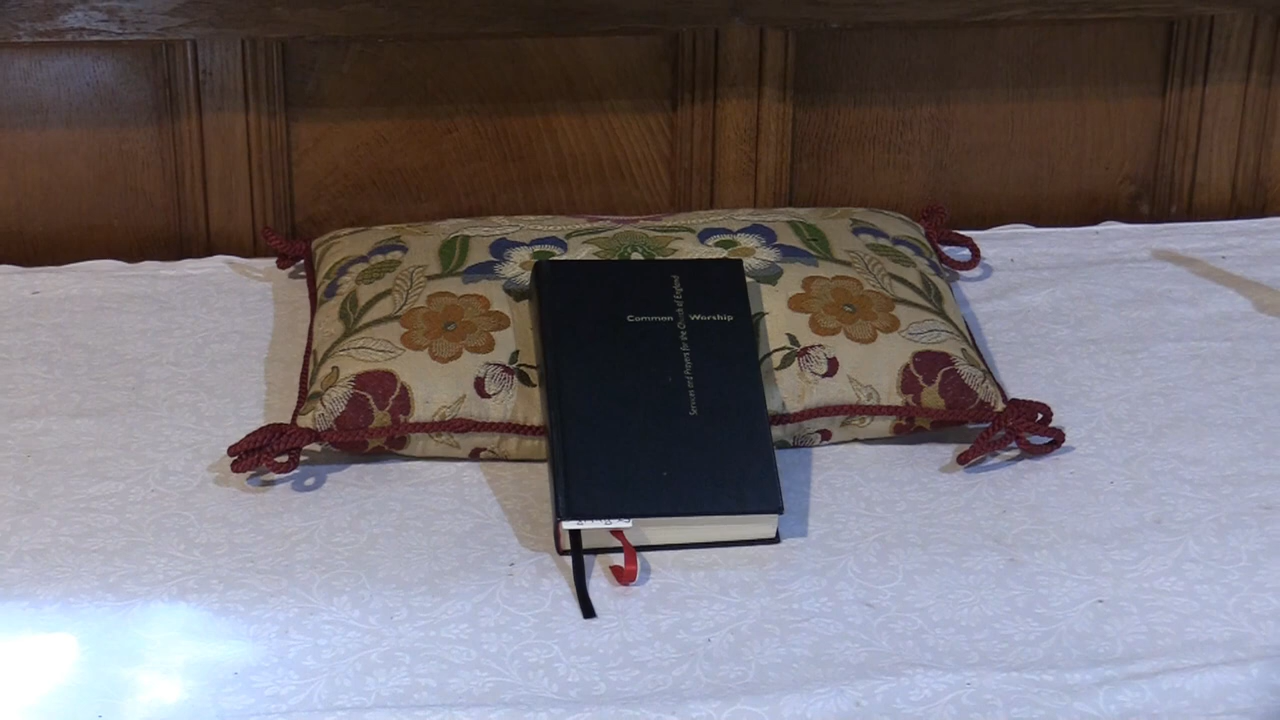 Common Worship
Services and Prayers for the Church of England